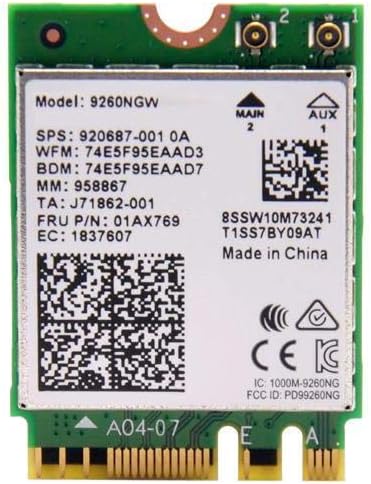 2 1
Model: 9260NGW
MAIN AUX
2 1
SPS: 920687-001 0A
WFM: 74E5F95EAAD3
BDM: 74E5F95EAAD7
MM: 958867
TA: J71862-001
FRU P/N: 01AX769
EC: 1837607
8SSW10M73241
T1SS7BY09AT
Made in China
CE
IC: 1000M-9260NG
FCC ID: PD99260NG
A04-07 E A